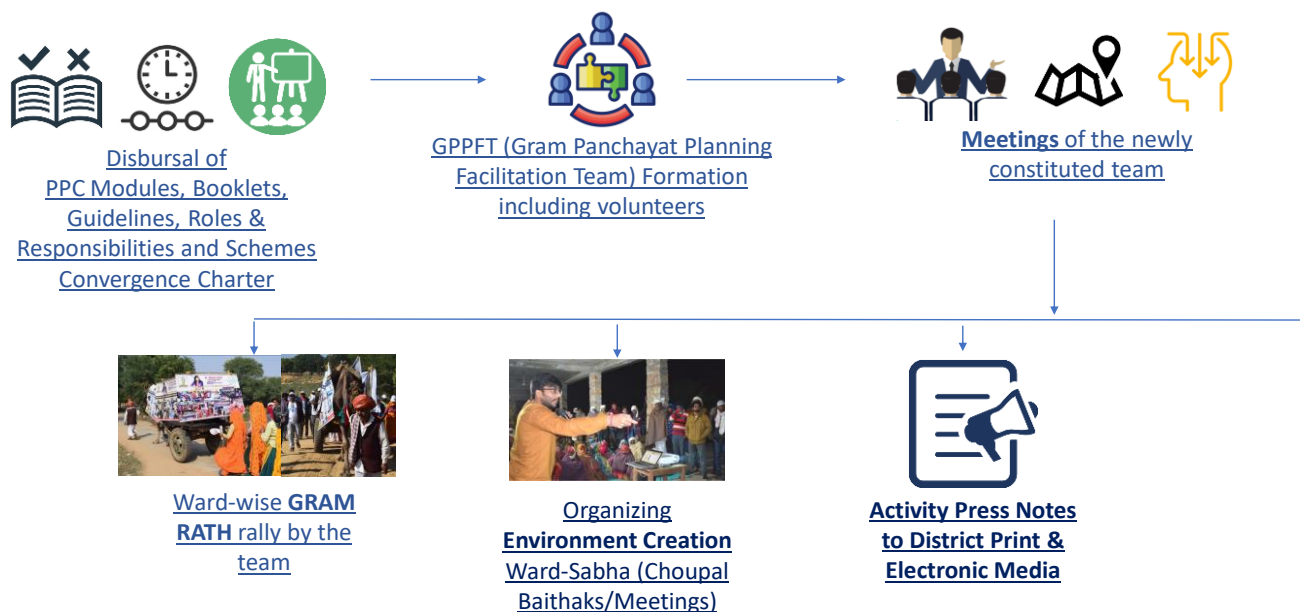 Disbursal of
PPC Modules, Booklets,
Guidelines, Roles &
Responsibilities and Schemes
Convergence Charter
GPPFT (Gram Panchayat Planning
Facilitation Team) Formation
including volunteers
Meetings of the newly
constituted team
Ward-wise GRAM
RATH rally by the
team
Organizing
Environment Creation
Ward-Sabha (Choupal
Baithaks/Meetings)
Activity Press Notes
to District Print &
Electronic Media